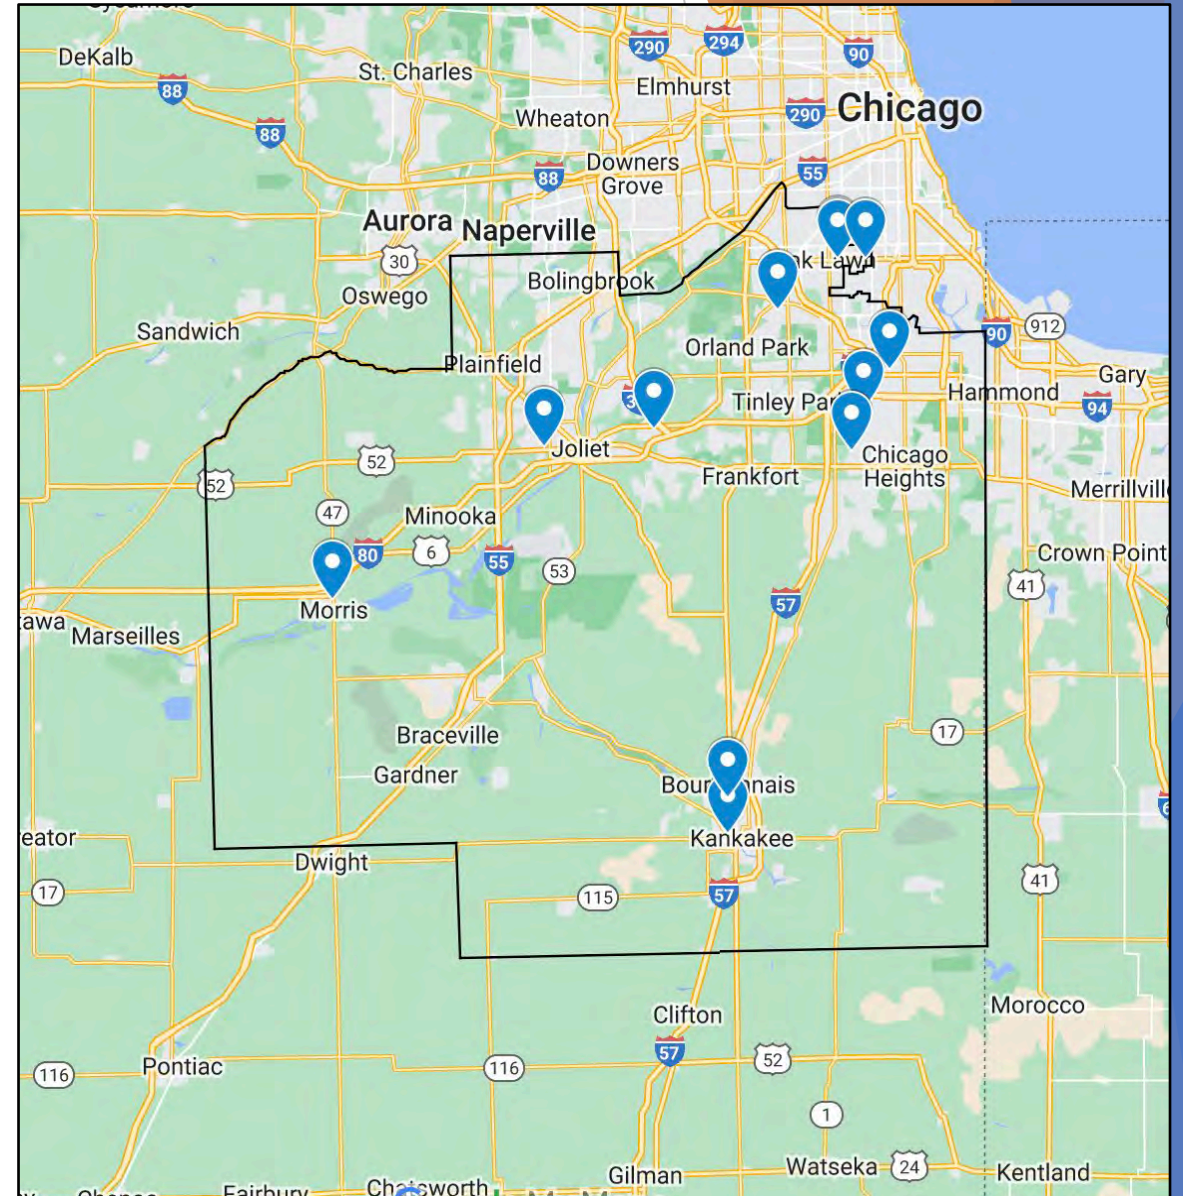 290
294
90
DeKalb
St. Charles
88
Elmhurst
Chicago
290
Wheaton
88
Downers
Grove
55
88
Aurora
Naperville
30
Bolingbrook
Oswego
Sandwich
90
912
Orland Park
Plainfield
Gary
Hammond
94
Joliet
52
Chicago
Heights
Frankfort
52
Merrillville
47
Minooka
80
6
55
53
Crown Point
41
57
Morris
Marseilles
17
Braceville
Gardner
Kankakee
Dwight
41
17
115
57
Morocco
Clifton
57
52
Pontiac
116
116
1
Watseka
24
Gilman
Kentland